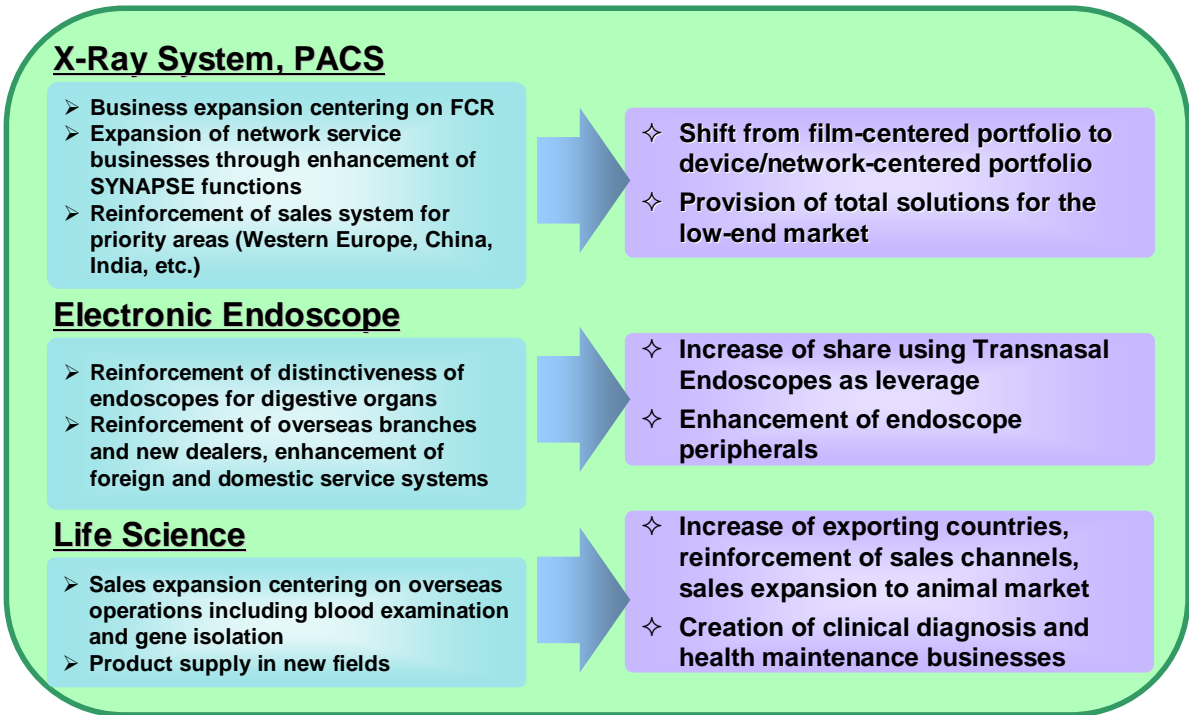 X-Ray System, PACS
➢ Business expansion centering on FCR
➢ Expansion of network service
businesses through enhancement of
SYNAPSE functions
➢ Reinforcement of sales system for
priority areas (Western Europe, China,
India, etc.)
✧ Shift from film-centered portfolio to
device/network-centered portfolio
✧ Provision of total solutions for the
low-end market
Electronic Endoscope
➢ Reinforcement of distinctiveness of
endoscopes for digestive organs
➢ Reinforcement of overseas branches
and new dealers, enhancement of
foreign and domestic service systems
✧ Increase of share using Transnasal
Endoscopes as leverage
✧ Enhancement of endoscope
peripherals
Life Science
➢ Sales expansion centering on overseas
operations including blood examination
and gene isolation
➢ Product supply in new fields
✧ Increase of exporting countries,
reinforcement of sales channels,
sales expansion to animal market
✧ Creation of clinical diagnosis and
health maintenance businesses